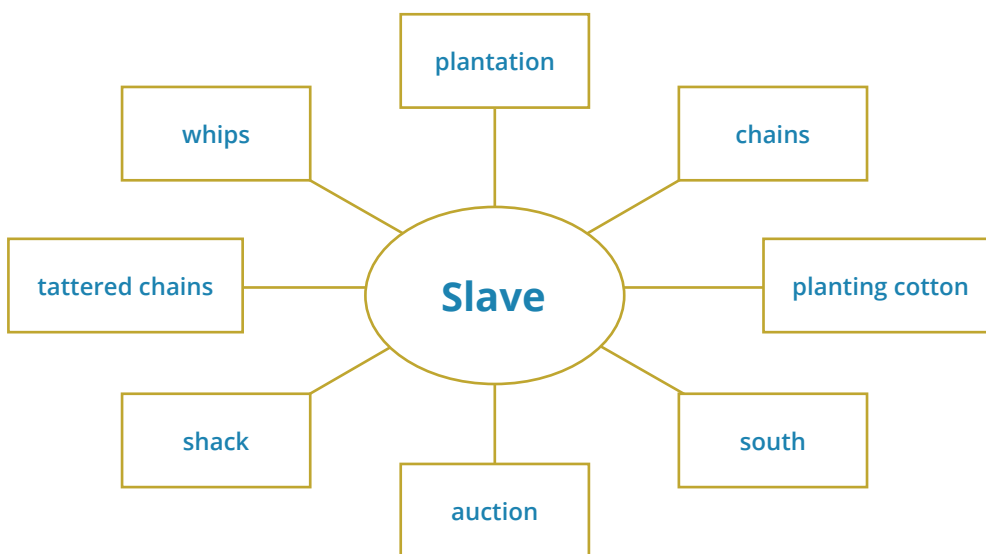 plantation
whips
chains
tattered chains
Slave
planting cotton
shack
south
auction